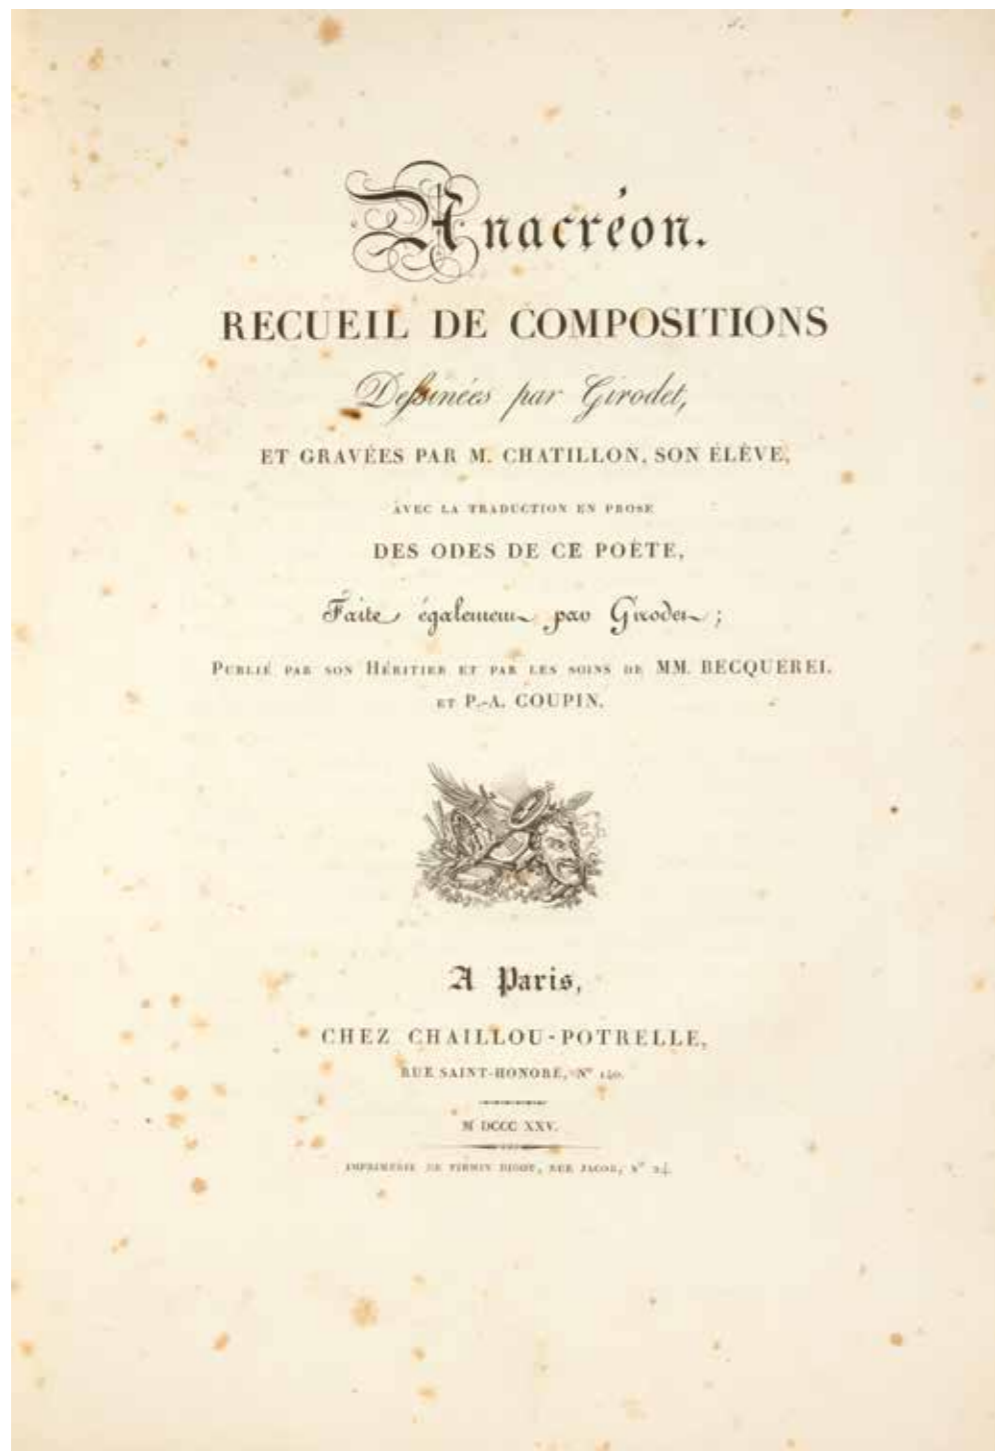 Anacréon.
RECUEIL DE COMPOSITIONS
Dessinées par Girodet,
ET GRAVÉES PAR M. CHATILLON, SON ÉLÈVE,
AVEC LA TRADUCTION EN PROSE
DES ODES DE CE POÈTE,
Faite également par Girodet ;
PUBLIÉ PAR SON HÉRITIER ET PAR LES SOINS DE MM. BECQUEREL
ET P.-A. COUPIN.
A Paris,
CHEZ CHAILLOU-POTRELLE,
RUE SAINT-HONORÉ, N° 140.
M DCCC XXV.
IMPRIMERIE DE FIRMIN DIDOT, RUE JACOB, N° 24.